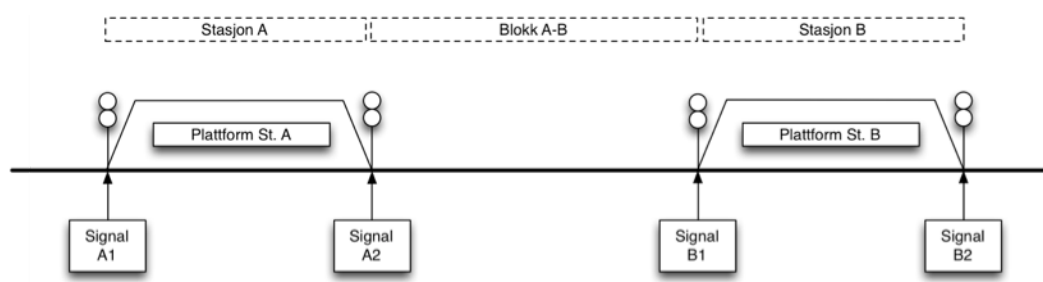 Stasjon A
Blokk A-B
Stasjon B
Plattform St. A
Plattform St. B
Signal
A1
Signal
A2
Signal
B1
Signal
B2